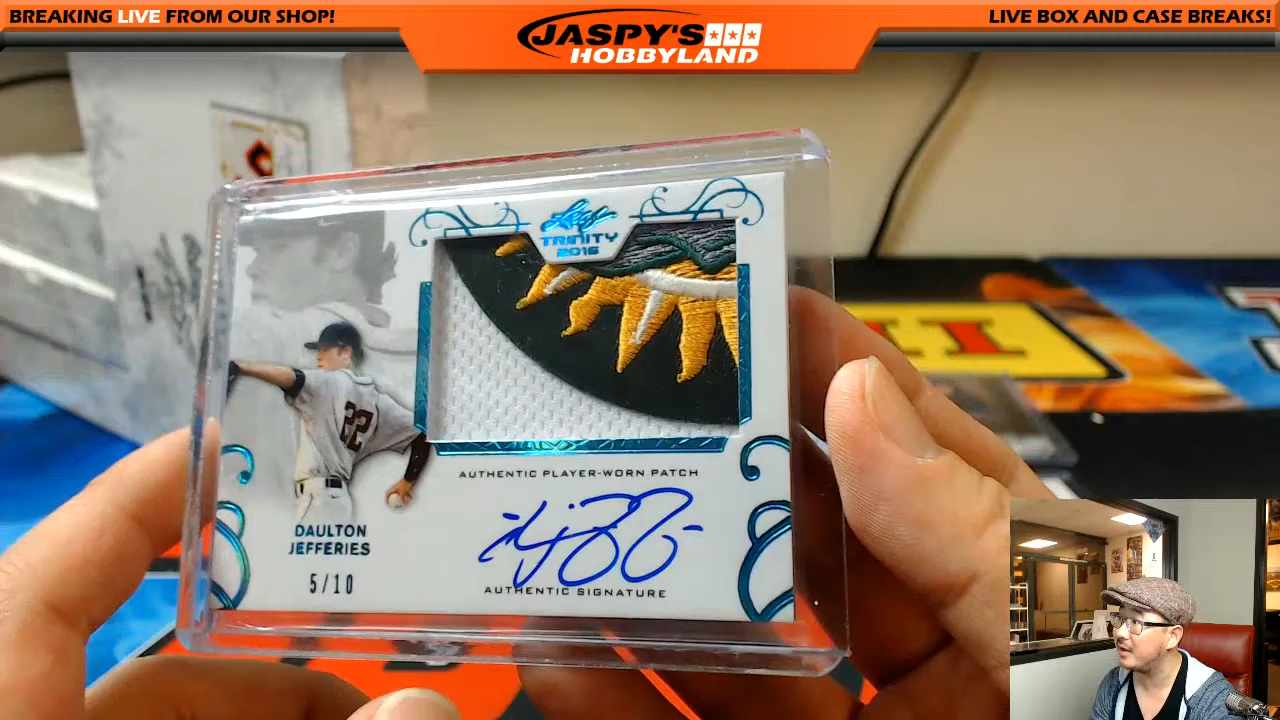 BREAKING LIVE FROM OUR SHOP!
JASPY'S
HOBBYLAND
LIVE BOX AND CASE BREAKS!
Leaf
TRINITY
2016
22
AUTHENTIC PLAYER-WORN PATCH
DAULTON
JEFFERIES
5/10
AUTHENTIC SIGNATURE